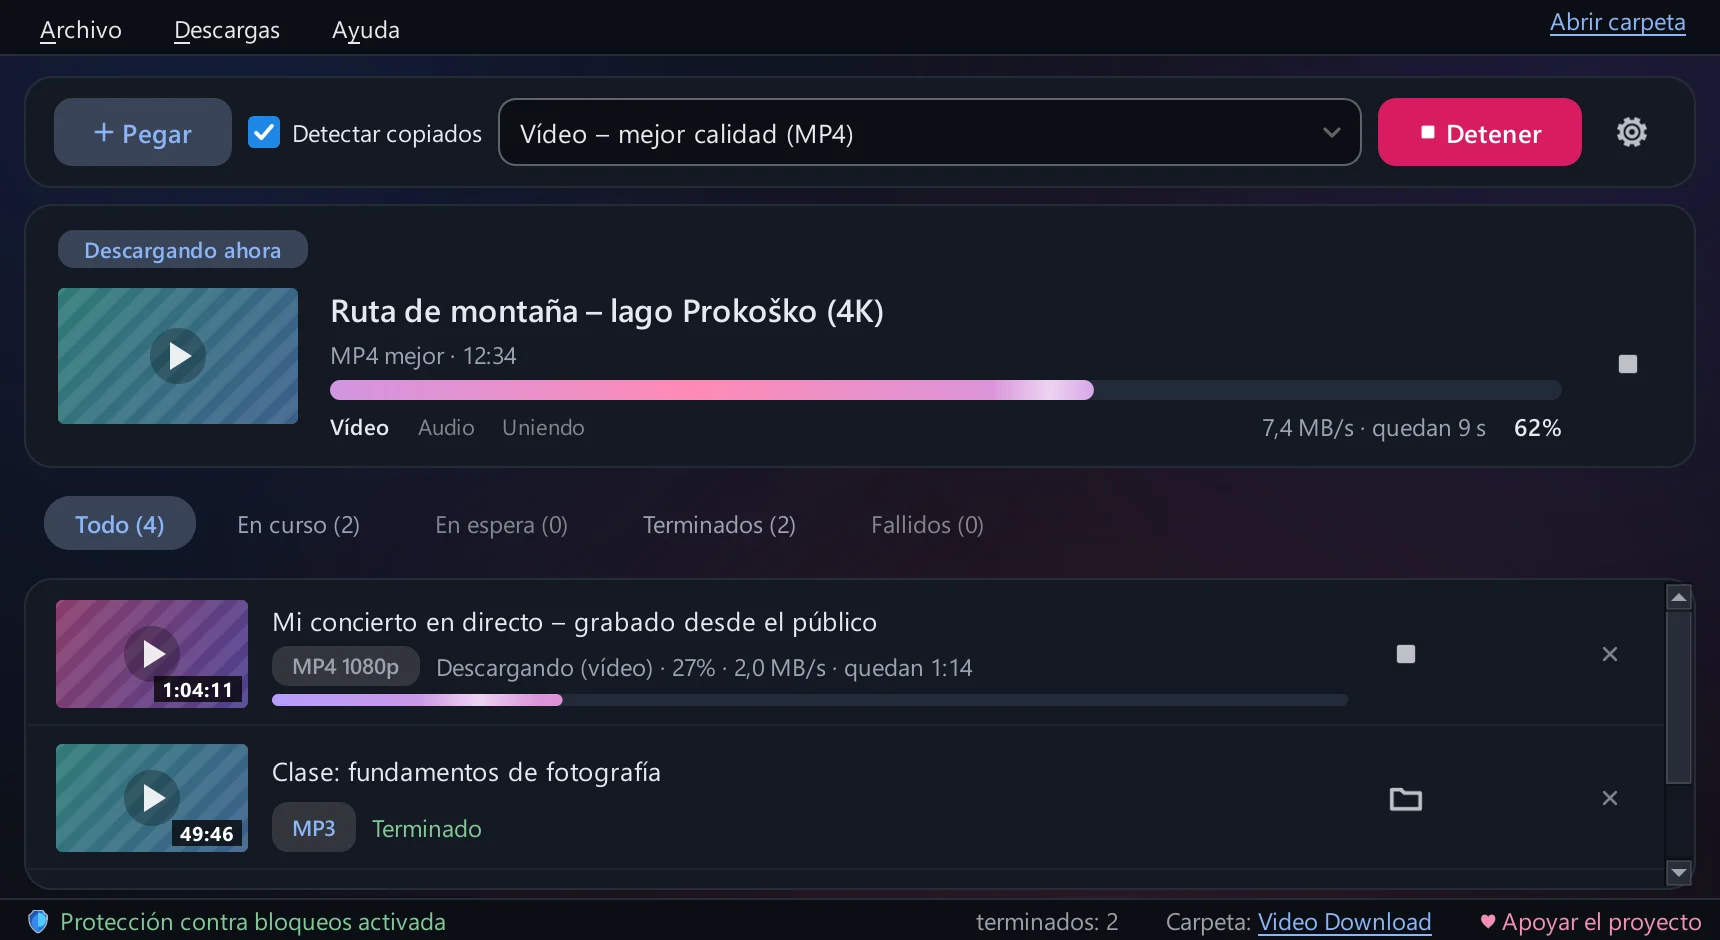 Archivo Descargas Ayuda Abrir carpeta
+ Pegar Detectar copiados Vídeo – mejor calidad (MP4) Detener
Descargando ahora
Ruta de montaña – lago Prokoško (4K)
MP4 mejor · 12:34
Vídeo Audio Uniendo 7,4 MB/s · quedan 9 s 62%
Todo (4) En curso (2) En espera (0) Terminados (2) Fallidos (0)
Mi concierto en directo – grabado desde el público
MP4 1080p Descargando (vídeo) · 27% · 2,0 MB/s · quedan 1:14
1:04:11
Clase: fundamentos de fotografía
MP3 Terminado
49:46
Protección contra bloqueos activada terminados: 2 Carpeta: Video Download Apoyar el proyecto